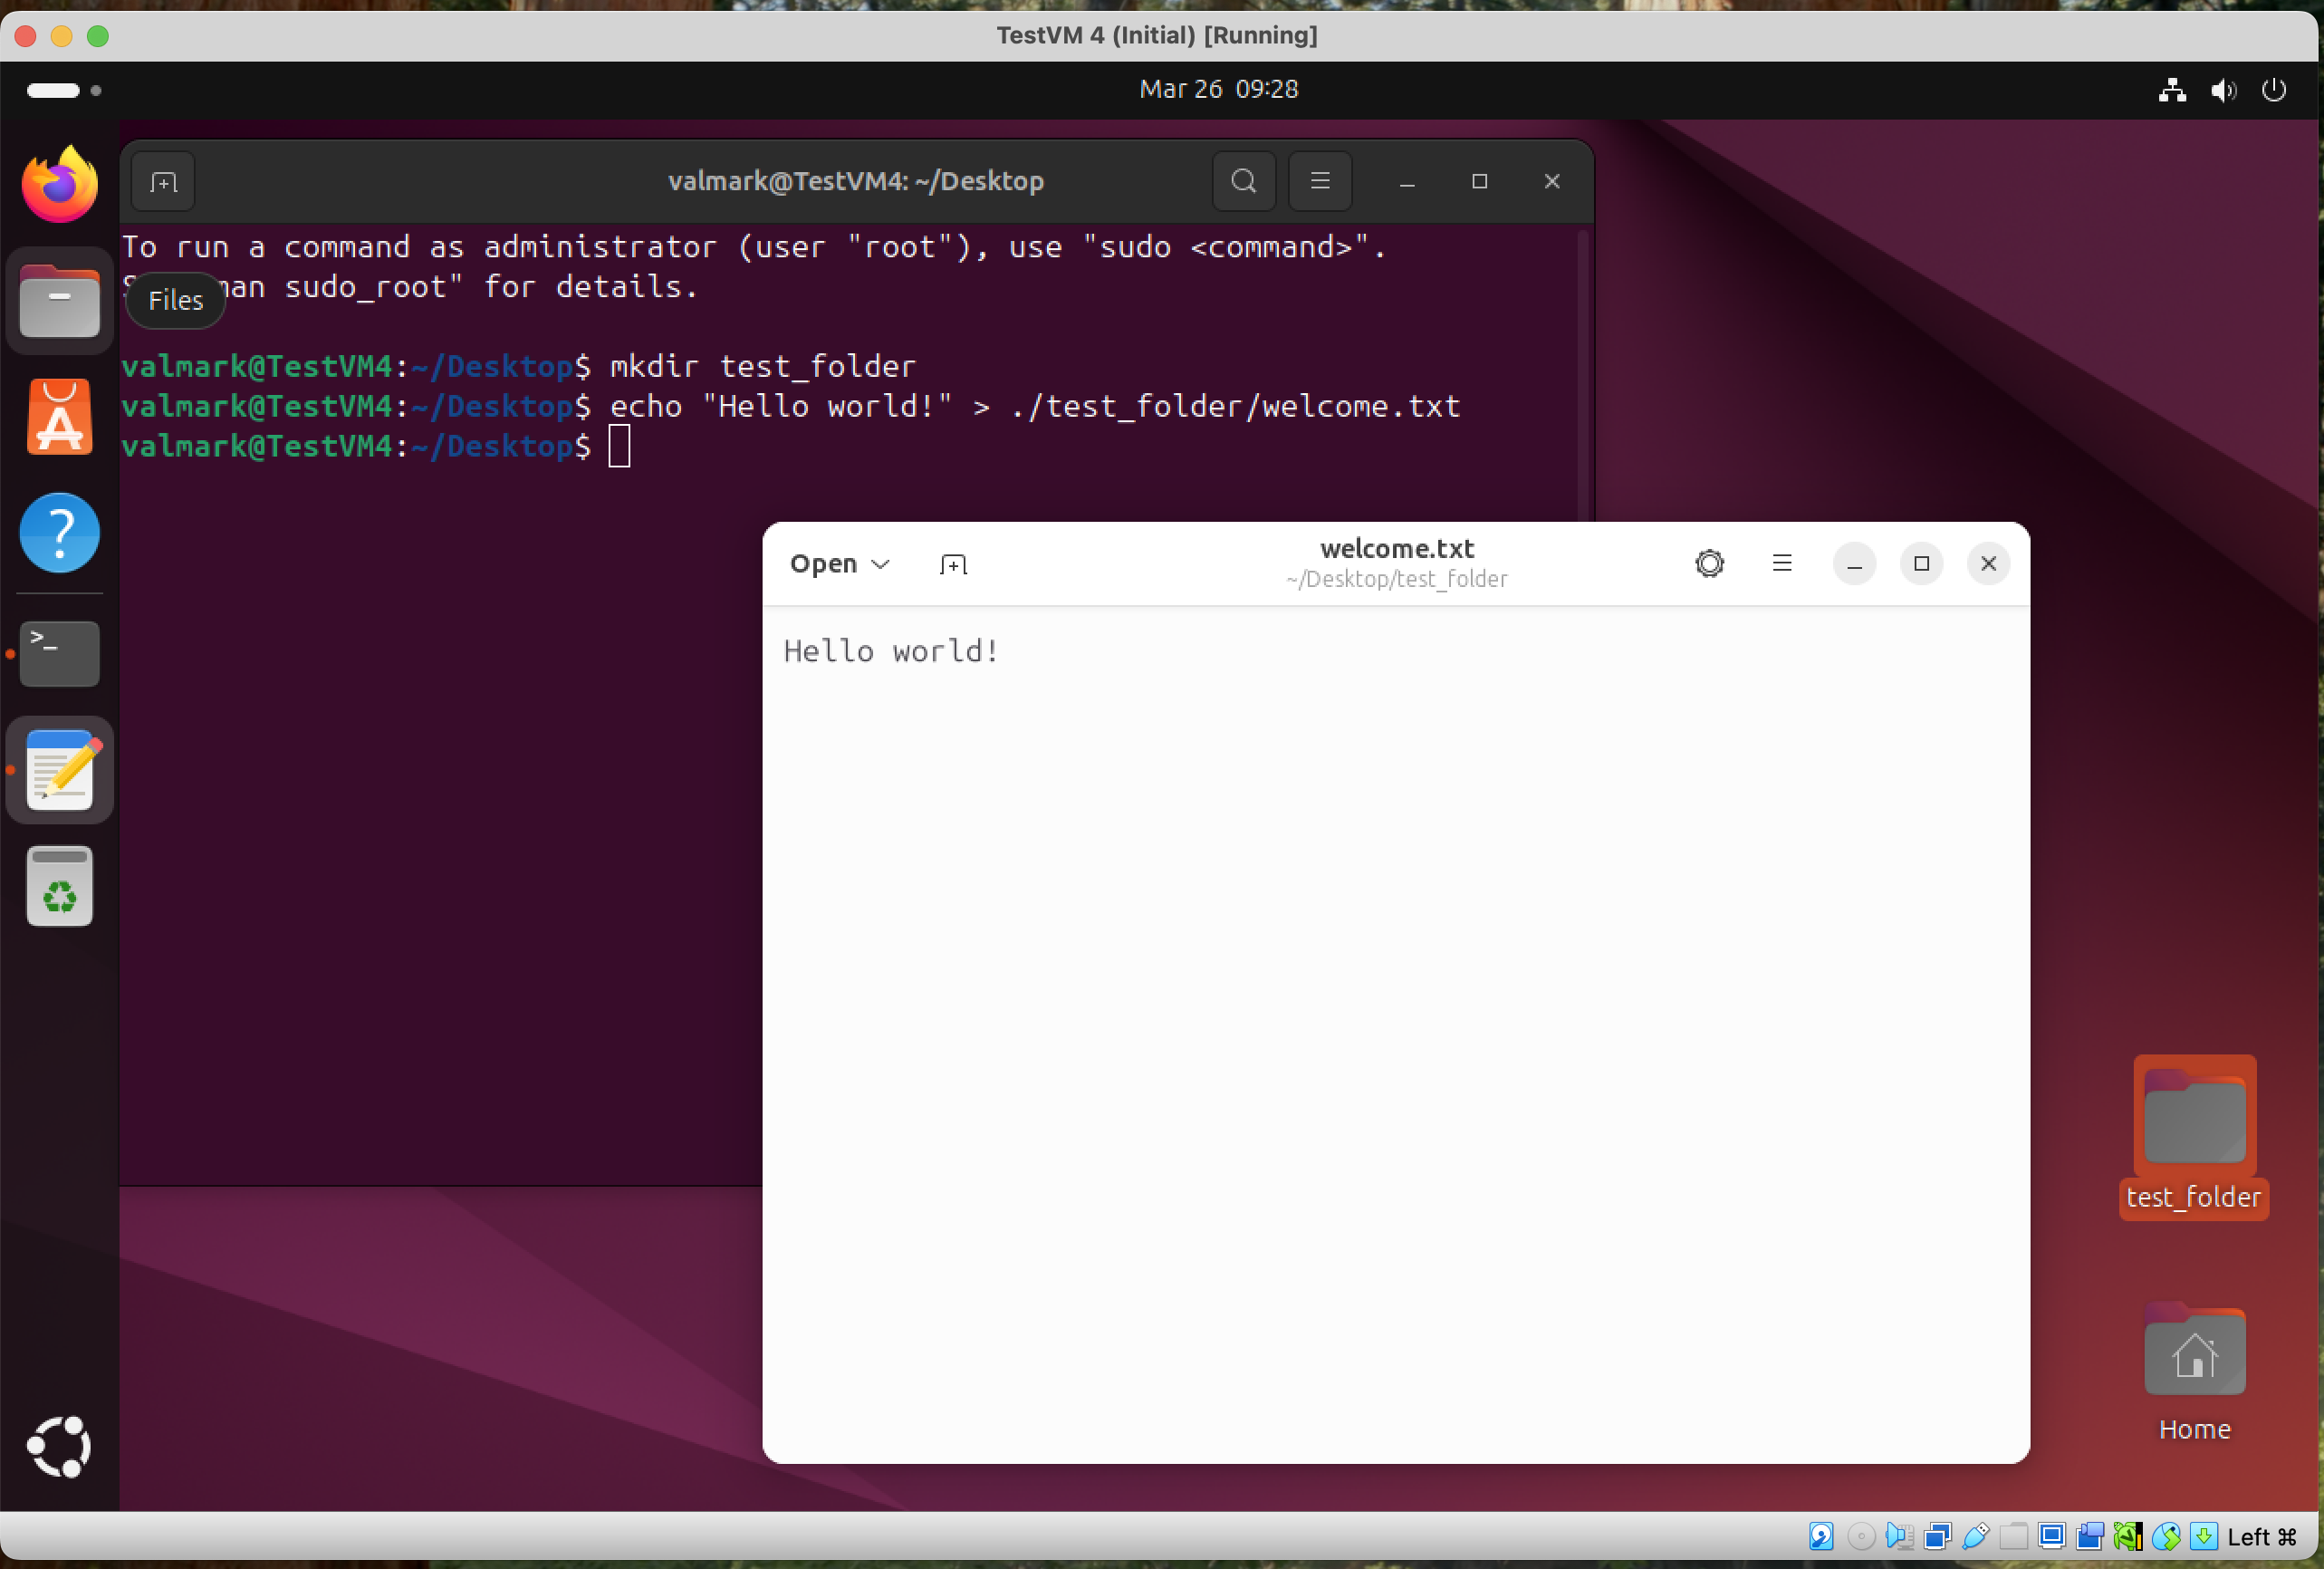 TestVM 4 (Initial) [Running]
Mar 26 09:28
valmark@TestVM4: ~/Desktop
To run a command as administrator (user "root"), use "sudo <command>".
an sudo_root" for details.
Files
valmark@TestVM4:~/Desktop$ mkdir test_folder
valmark@TestVM4:~/Desktop$ echo "Hello world!" > ./test_folder/welcome.txt
valmark@TestVM4:~/Desktop$
Open
welcome.txt
~/Desktop/test_folder
Hello world!
test_folder
Home
Left ⌘